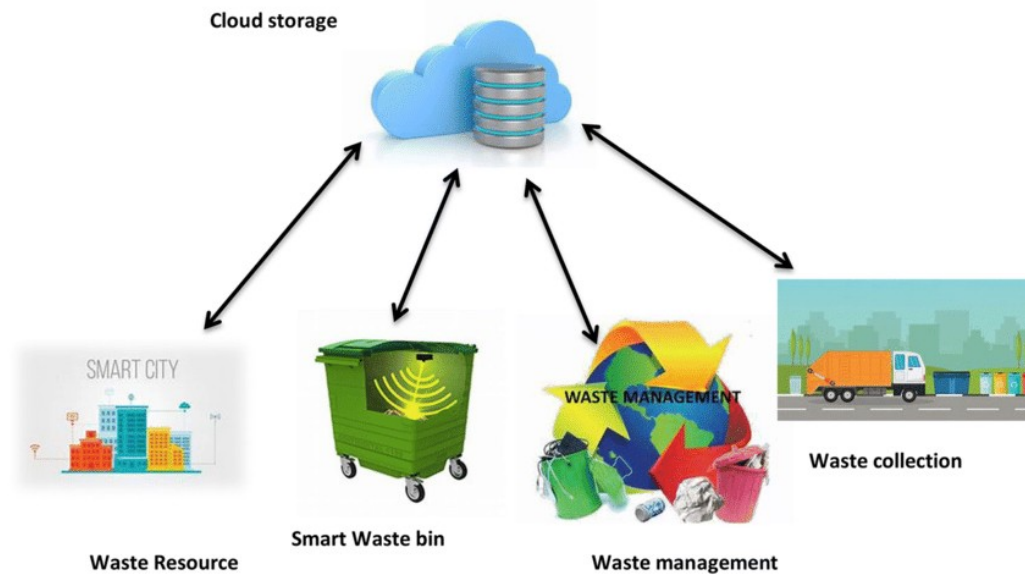 Cloud storage
SMART CITY
WASTE MANAGEMENT
Waste collection
Smart Waste bin
Waste Resource
Waste management